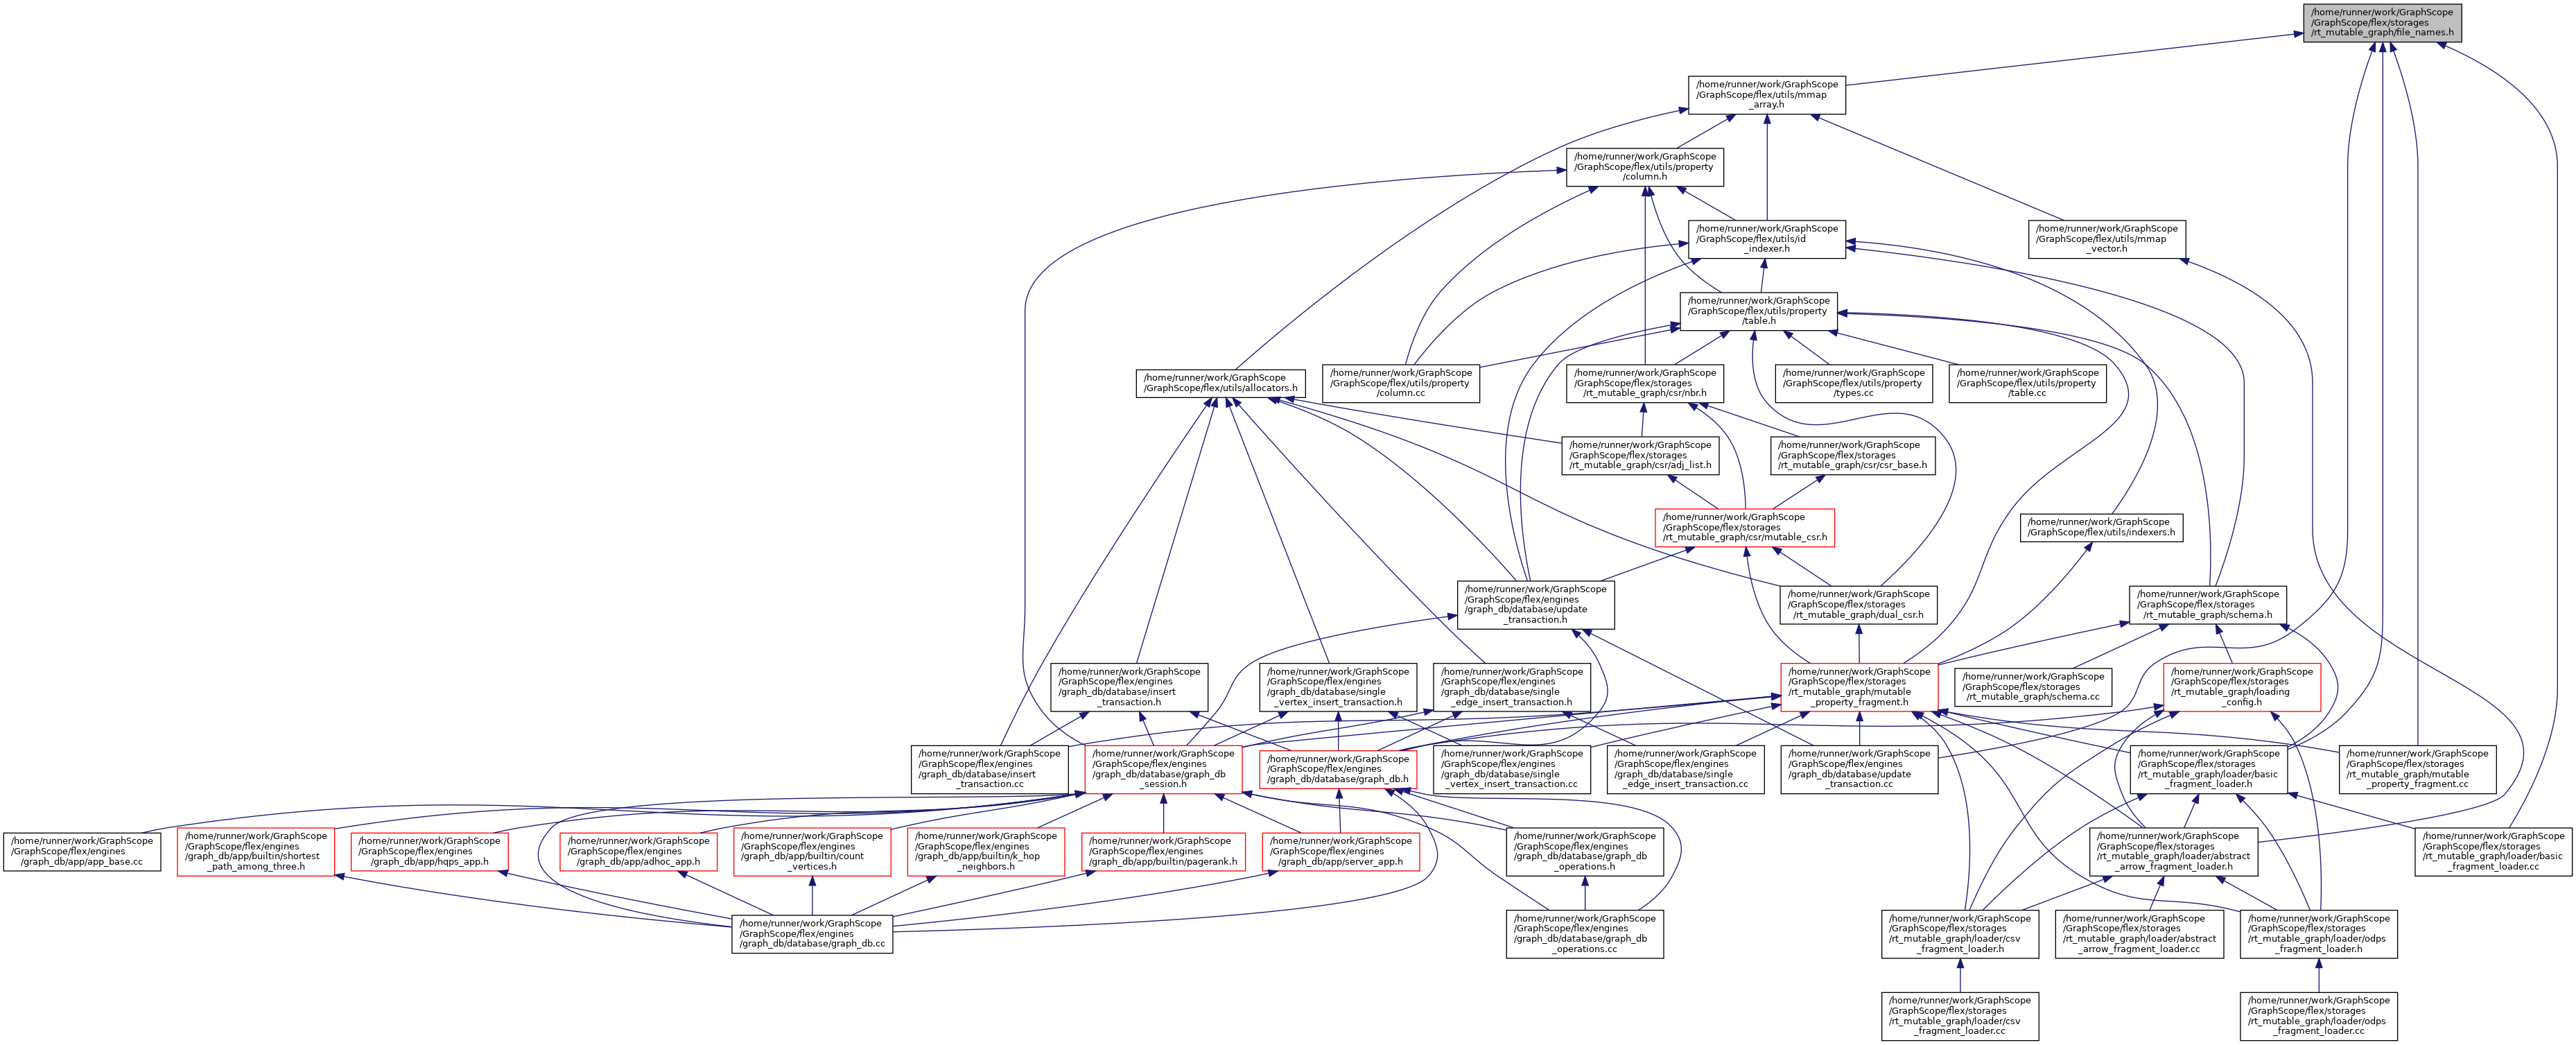 /home/runner/work/GraphScope
/GraphScope/flex/storages
/rt_mutable_graph/file_names.h
/home/runner/work/GraphScope
/GraphScope/flex/utils/mmap
_array.h
/home/runner/work/GraphScope
/GraphScope/flex/utils/property
/column.h
/home/runner/work/GraphScope
/GraphScope/flex/utils/id
_indexer.h
/home/runner/work/GraphScope
/GraphScope/flex/utils/mmap
_vector.h
/home/runner/work/GraphScope
/GraphScope/flex/utils/property
/table.h
/home/runner/work/GraphScope
/GraphScope/flex/utils/allocators.h
/home/runner/work/GraphScope
/GraphScope/flex/utils/property
/column.cc
/home/runner/work/GraphScope
/GraphScope/flex/storages
/rt_mutable_graph/csr/nbr.h
/home/runner/work/GraphScope
/GraphScope/flex/utils/property
/types.cc
/home/runner/work/GraphScope
/GraphScope/flex/utils/property
/table.cc
/home/runner/work/GraphScope
/GraphScope/flex/storages
/rt_mutable_graph/csr/adj_list.h
/home/runner/work/GraphScope
/GraphScope/flex/storages
/rt_mutable_graph/csr/csr_base.h
/home/runner/work/GraphScope
/GraphScope/flex/storages
/rt_mutable_graph/csr/mutable_csr.h
/home/runner/work/GraphScope
/GraphScope/flex/utils/indexers.h
/home/runner/work/GraphScope
/GraphScope/flex/engines
/graph_db/database/update
_transaction.h
/home/runner/work/GraphScope
/GraphScope/flex/storages
/rt_mutable_graph/dual_csr.h
/home/runner/work/GraphScope
/GraphScope/flex/storages
/rt_mutable_graph/schema.h
/home/runner/work/GraphScope
/GraphScope/flex/engines
/graph_db/database/insert
_transaction.h
/home/runner/work/GraphScope
/GraphScope/flex/engines
/graph_db/database/single
_vertex_insert_transaction.h
/home/runner/work/GraphScope
/GraphScope/flex/engines
/graph_db/database/single
_edge_insert_transaction.h
/home/runner/work/GraphScope
/GraphScope/flex/storages
/rt_mutable_graph/mutable
_property_fragment.h
/home/runner/work/GraphScope
/GraphScope/flex/storages
/rt_mutable_graph/schema.cc
/home/runner/work/GraphScope
/GraphScope/flex/storages
/rt_mutable_graph/loading
_config.h
/home/runner/work/GraphScope
/GraphScope/flex/engines
/graph_db/database/insert
_transaction.cc
/home/runner/work/GraphScope
/GraphScope/flex/engines
/graph_db/database/graph_db
_session.h
/home/runner/work/GraphScope
/GraphScope/flex/engines
/graph_db/database/graph_db.h
/home/runner/work/GraphScope
/GraphScope/flex/engines
/graph_db/database/single
_vertex_insert_transaction.cc
/home/runner/work/GraphScope
/GraphScope/flex/engines
/graph_db/database/single
_edge_insert_transaction.cc
/home/runner/work/GraphScope
/GraphScope/flex/engines
/graph_db/database/update
_transaction.cc
/home/runner/work/GraphScope
/GraphScope/flex/storages
/rt_mutable_graph/loader/basic
_fragment_loader.h
/home/runner/work/GraphScope
/GraphScope/flex/storages
/rt_mutable_graph/mutable
_property_fragment.cc
/home/runner/work/GraphScope
/GraphScope/flex/engines
/graph_db/app/app_base.cc
/home/runner/work/GraphScope
/GraphScope/flex/engines
/graph_db/app/builtin/shortest
_path_among_three.h
/home/runner/work/GraphScope
/GraphScope/flex/engines
/graph_db/app/hqps_app.h
/home/runner/work/GraphScope
/GraphScope/flex/engines
/graph_db/app/adhoc_app.h
/home/runner/work/GraphScope
/GraphScope/flex/engines
/graph_db/app/builtin/count
_vertices.h
/home/runner/work/GraphScope
/GraphScope/flex/engines
/graph_db/app/builtin/k_hop
_neighbors.h
/home/runner/work/GraphScope
/GraphScope/flex/engines
/graph_db/app/builtin/pagerank.h
/home/runner/work/GraphScope
/GraphScope/flex/engines
/graph_db/app/server_app.h
/home/runner/work/GraphScope
/GraphScope/flex/engines
/graph_db/database/graph_db
_operations.h
/home/runner/work/GraphScope
/GraphScope/flex/storages
/rt_mutable_graph/loader/abstract
_arrow_fragment_loader.h
/home/runner/work/GraphScope
/GraphScope/flex/storages
/rt_mutable_graph/loader/basic
_fragment_loader.cc
/home/runner/work/GraphScope
/GraphScope/flex/engines
/graph_db/database/graph_db.cc
/home/runner/work/GraphScope
/GraphScope/flex/engines
/graph_db/database/graph_db
_operations.cc
/home/runner/work/GraphScope
/GraphScope/flex/storages
/rt_mutable_graph/loader/csv
_fragment_loader.h
/home/runner/work/GraphScope
/GraphScope/flex/storages
/rt_mutable_graph/loader/abstract
_arrow_fragment_loader.cc
/home/runner/work/GraphScope
/GraphScope/flex/storages
/rt_mutable_graph/loader/odps
_fragment_loader.h
/home/runner/work/GraphScope
/GraphScope/flex/storages
/rt_mutable_graph/loader/csv
_fragment_loader.cc
/home/runner/work/GraphScope
/GraphScope/flex/storages
/rt_mutable_graph/loader/odps
_fragment_loader.cc